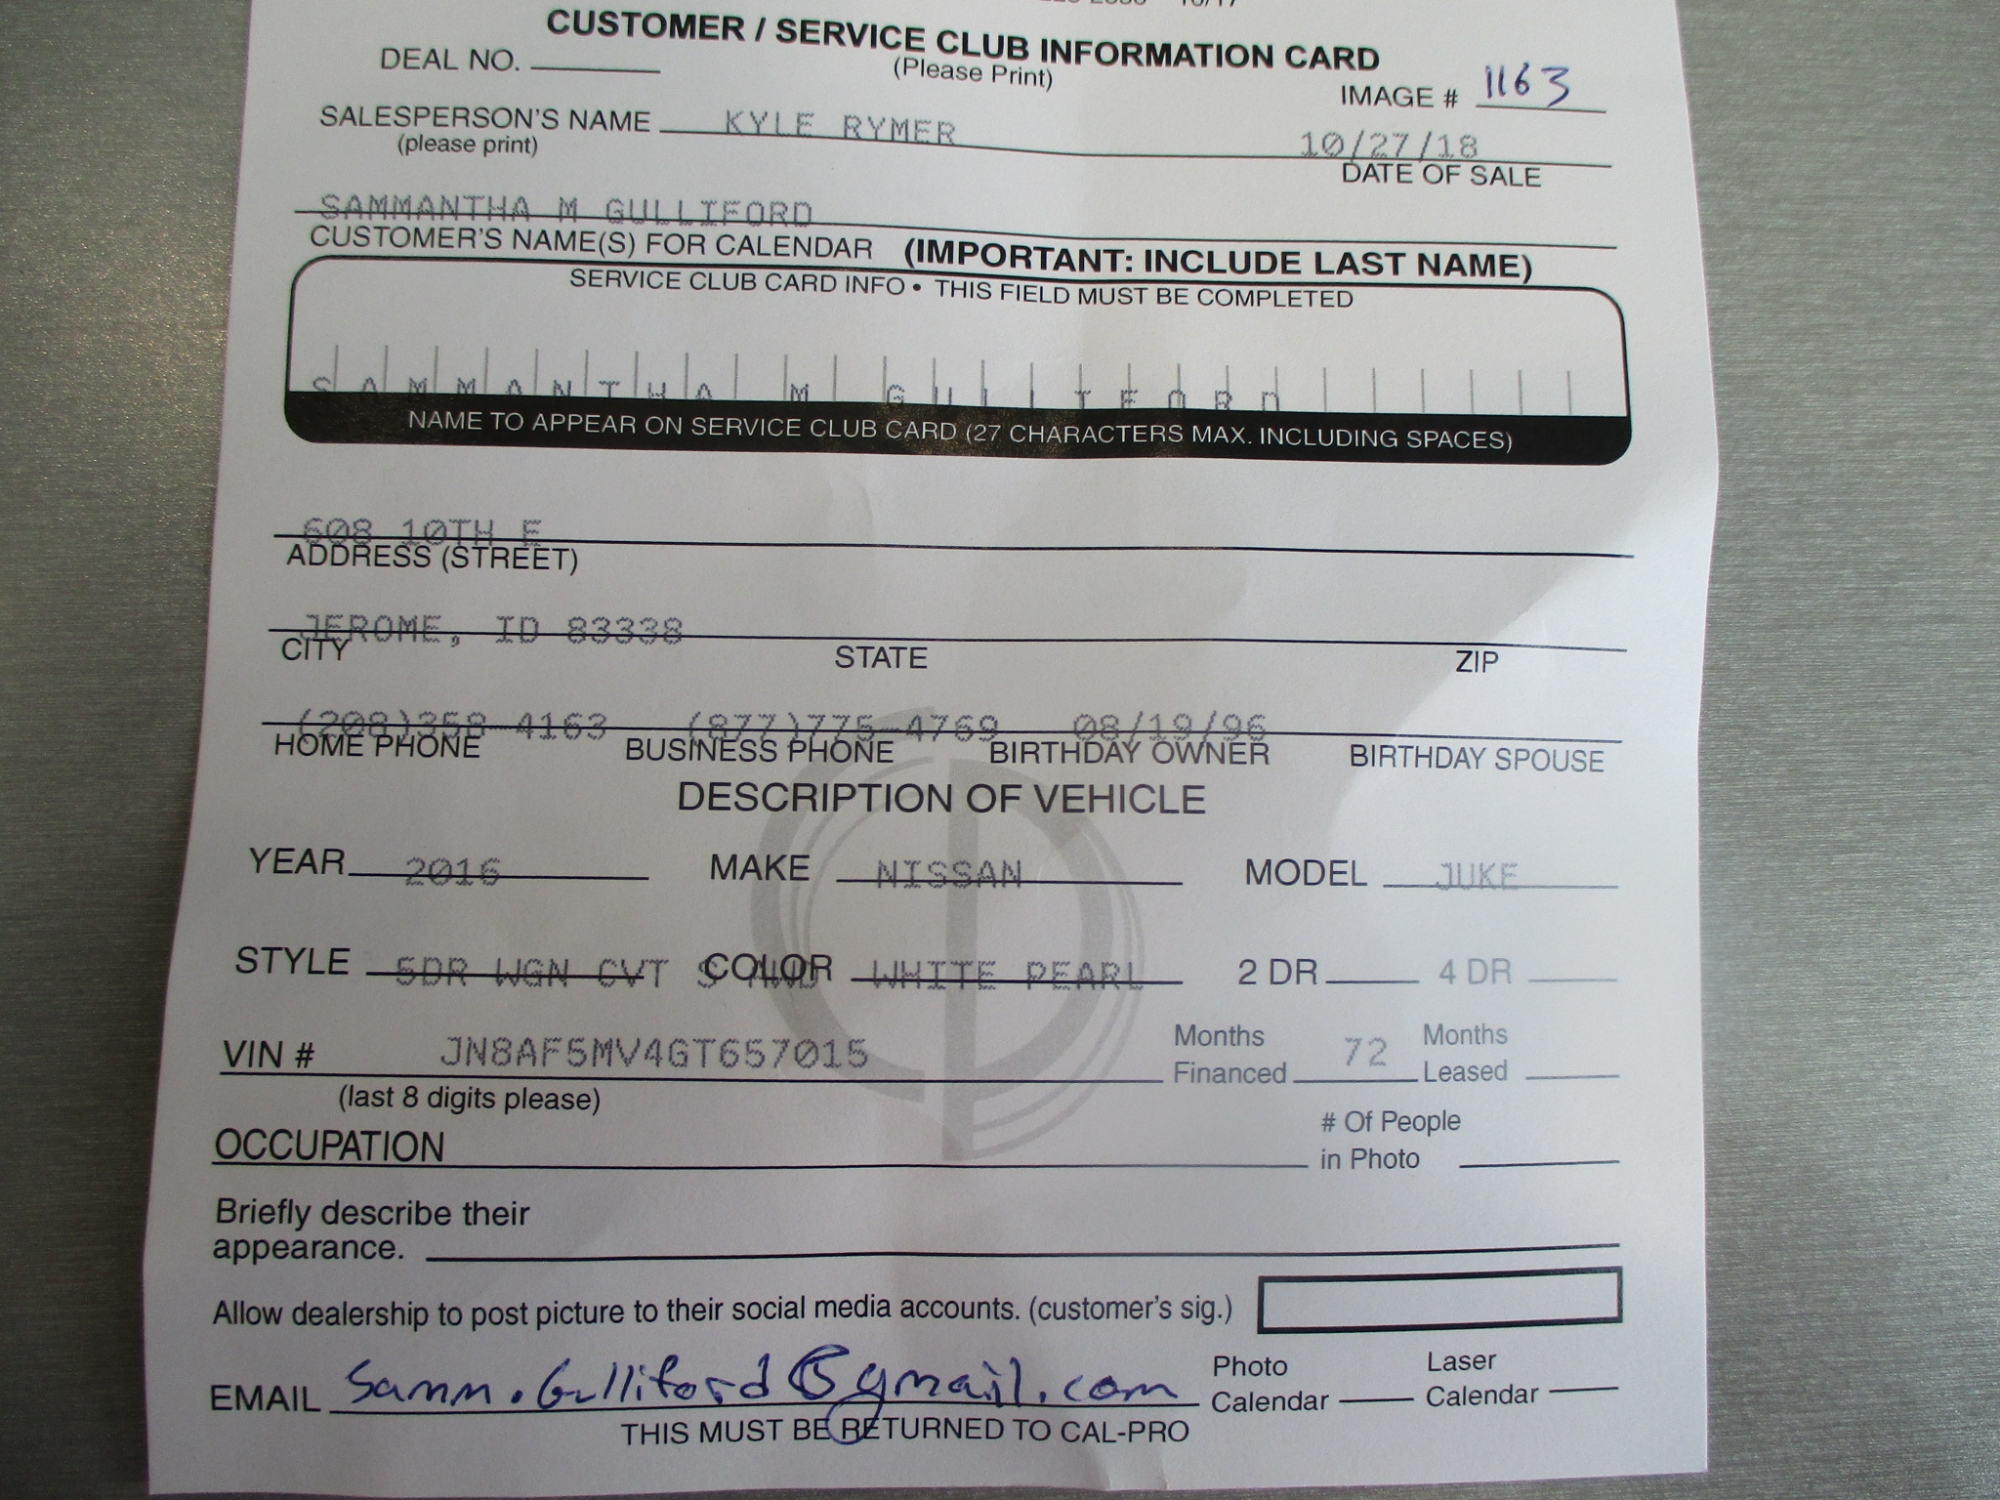 CUSTOMER / SERVICE CLUB INFORMATION CARD
(Please Print)
DEAL NO.
IMAGE # 1163
SALESPERSON'S NAME KYLE RYMER
(please print)
10/27/18
DATE OF SALE
SAMMANTHA M GULLIFORD
CUSTOMER'S NAME(S) FOR CALENDAR (IMPORTANT: INCLUDE LAST NAME)
SERVICE CLUB CARD INFO • THIS FIELD MUST BE COMPLETED
SAMMANTHA M GULLIFORD
NAME TO APPEAR ON SERVICE CLUB CARD (27 CHARACTERS MAX. INCLUDING SPACES)
608 10TH E
ADDRESS (STREET)
JEROME, ID 83338
CITY STATE ZIP
(208)358-4163 (877)775-4769 08/19/96
HOME PHONE BUSINESS PHONE BIRTHDAY OWNER BIRTHDAY SPOUSE
DESCRIPTION OF VEHICLE
YEAR 2016 MAKE NISSAN MODEL JUKE
STYLE 5DR WGN CVT S AWD COLOR WHITE PEARL 2 DR 4 DR
VIN # JN8AF5MV4GT657015 Months Financed 72 Months Leased
(last 8 digits please)
OCCUPATION # Of People in Photo
Briefly describe their
appearance.
Allow dealership to post picture to their social media accounts. (customer's sig.)
EMAIL Samm.Gulliford@gmail.com Photo Calendar Laser Calendar
THIS MUST BE RETURNED TO CAL-PRO